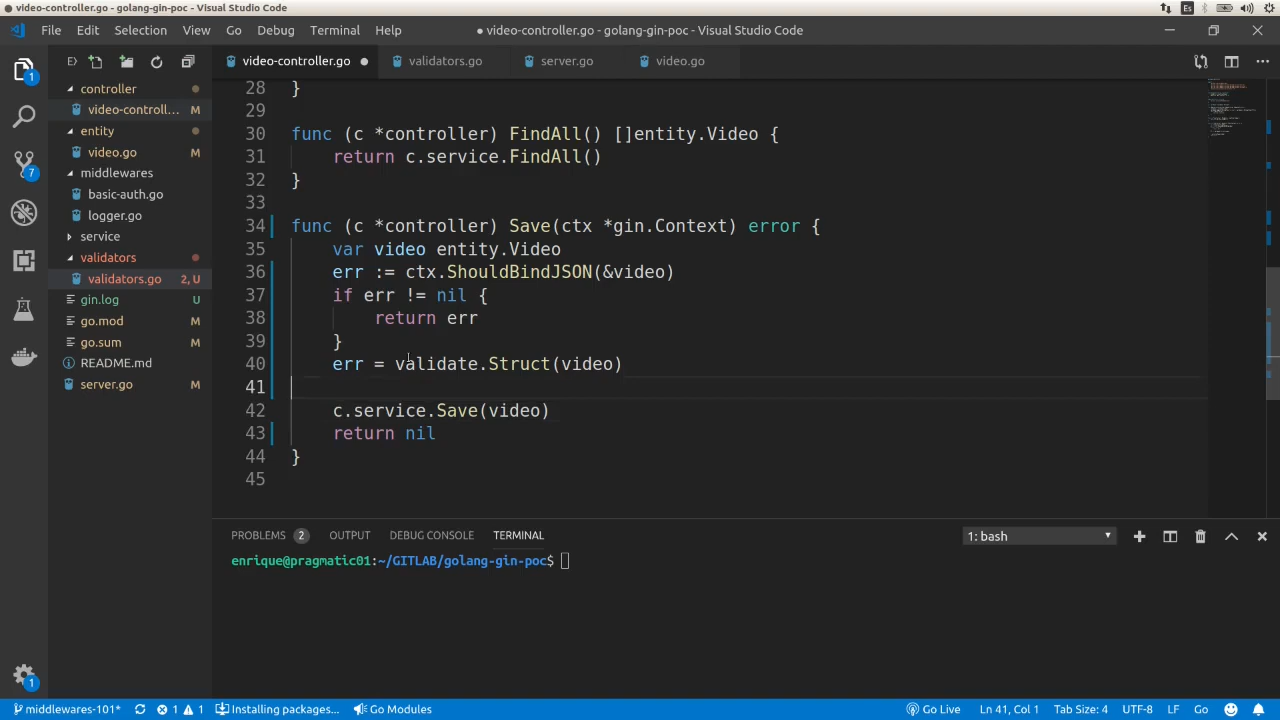 video-controller.go - golang-gin-poc - Visual Studio Code
Es
File Edit Selection View Go Debug Terminal Help
● video-controller.go - golang-gin-poc - Visual Studio Code
video-controller.go ●
validators.go
server.go
video.go
controller
video-controll... M
entity
video.go M
middlewares
basic-auth.go
logger.go
service
validators
validators.go 2, U
gin.log U
go.mod M
go.sum M
README.md
server.go M
1
7
1
28 }
29
30 func (c *controller) FindAll() []entity.Video {
31 return c.service.FindAll()
32 }
33
34 func (c *controller) Save(ctx *gin.Context) error {
35 var video entity.Video
36 err := ctx.ShouldBindJSON(&video)
37 if err != nil {
38 return err
39 }
40 err = validate.Struct(video)
41
42 c.service.Save(video)
43 return nil
44 }
45
PROBLEMS 2 OUTPUT DEBUG CONSOLE TERMINAL
1: bash
enrique@pragmatic01:~/GITLAB/golang-gin-poc$
middlewares-101* 1 1 Installing packages... Go Modules
Go Live Ln 41, Col 1 Tab Size: 4 UTF-8 LF Go